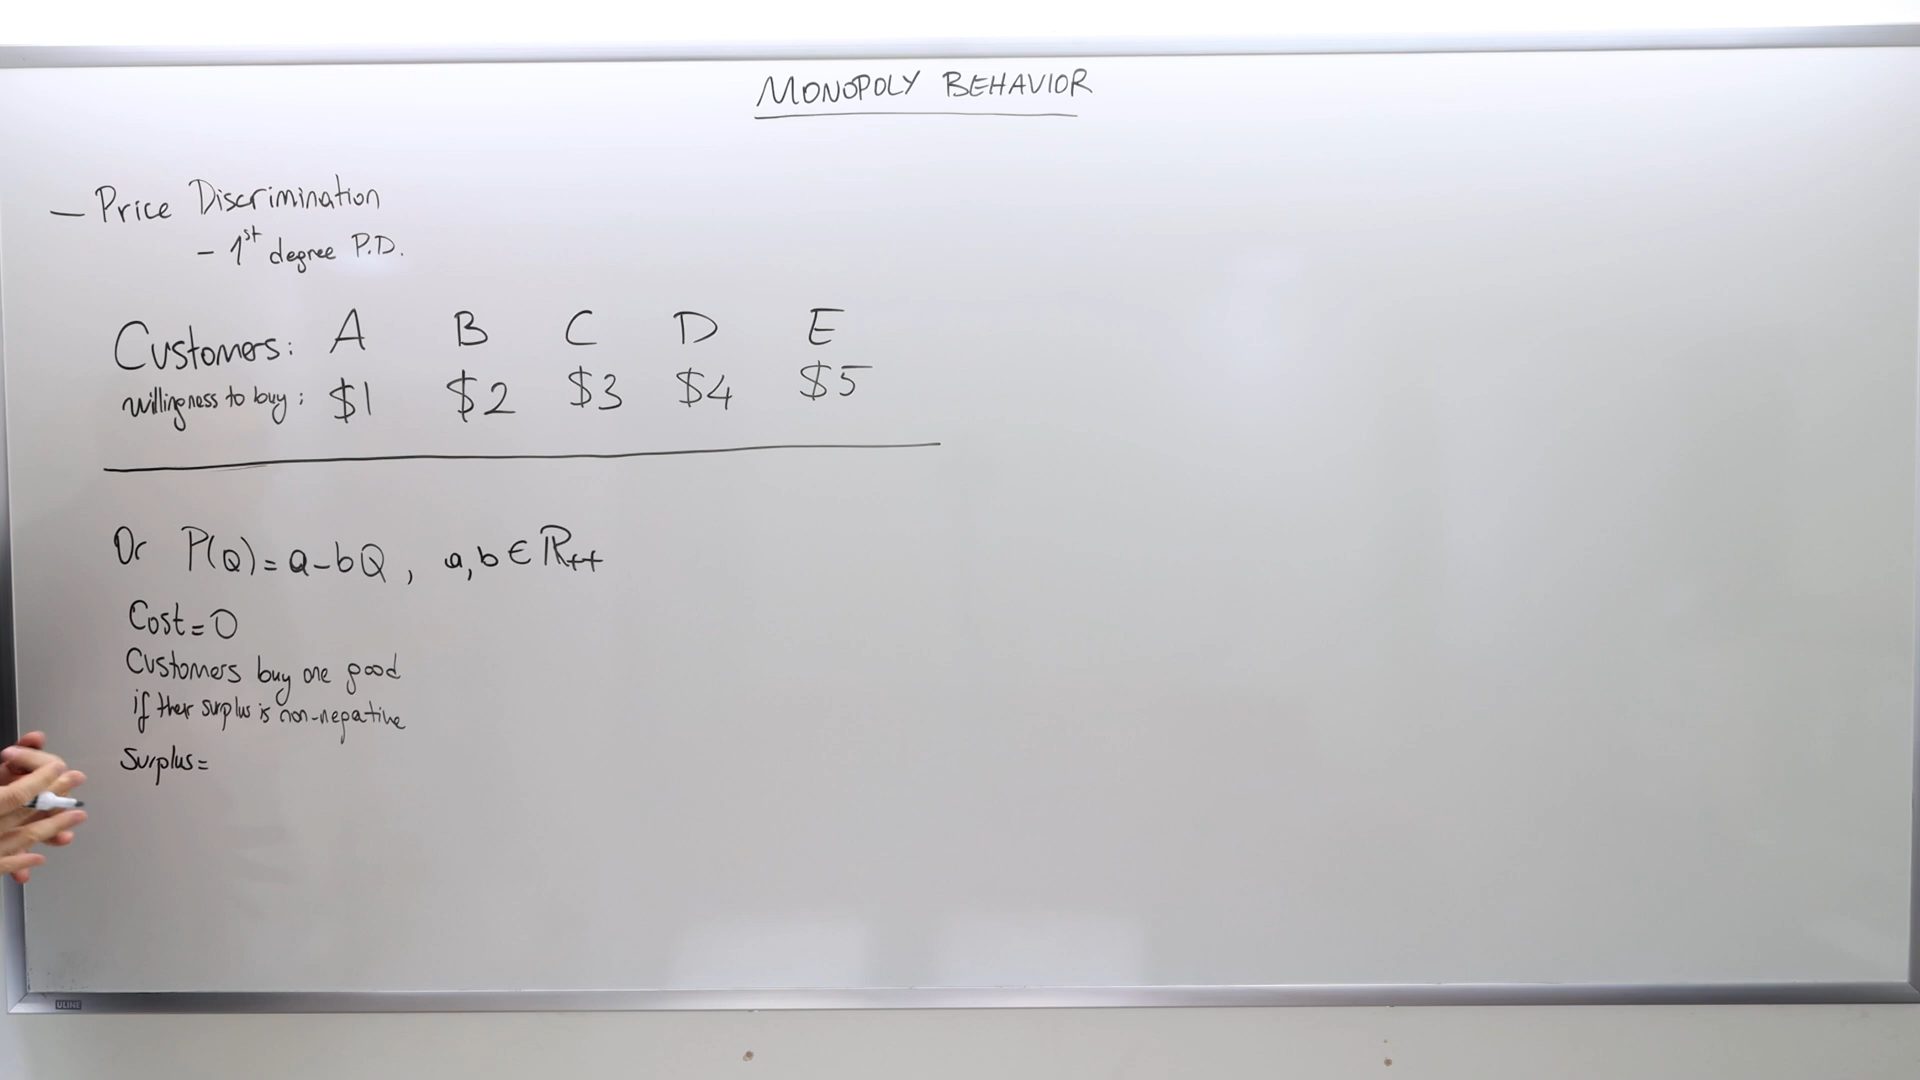 MONOPOLY BEHAVIOR
— Price Discrimination
- 1st degree P.D.
Customers: A B C D E
willingness to buy: $1 $2 $3 $4 $5
Or P(Q) = a-bQ, a,b ∈ ℝ++
Cost = 0
Customers buy one good
if their surplus is non-negative
Surplus =
ULINE